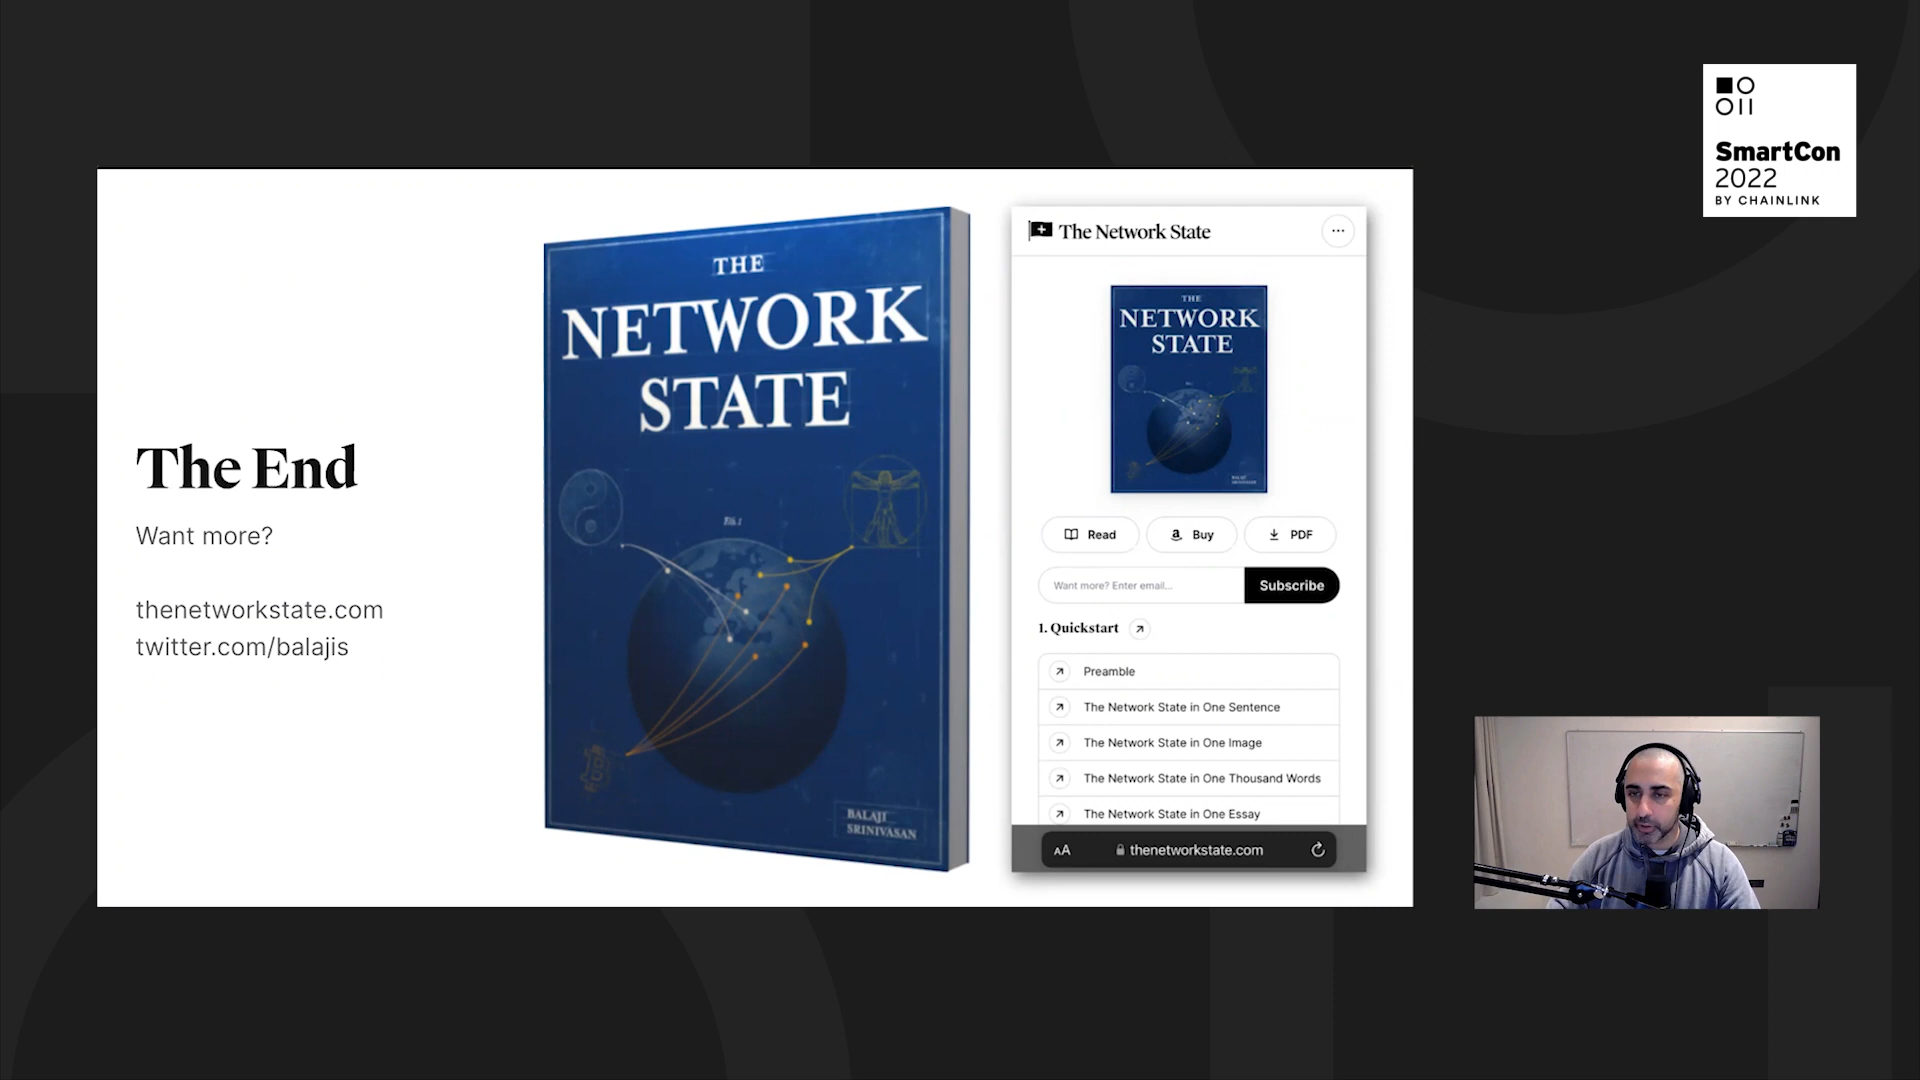 SmartCon
2022
BY CHAINLINK
The End
Want more?
thenetworkstate.com
twitter.com/balajis
THE
NETWORK
STATE
BALAJI
SRINIVASAN
The Network State
THE
NETWORK
STATE
BALAJI
SRINIVASAN
Read
Buy
PDF
Want more? Enter email...
Subscribe
1. Quickstart
Preamble
The Network State in One Sentence
The Network State in One Image
The Network State in One Thousand Words
The Network State in One Essay
AA
thenetworkstate.com